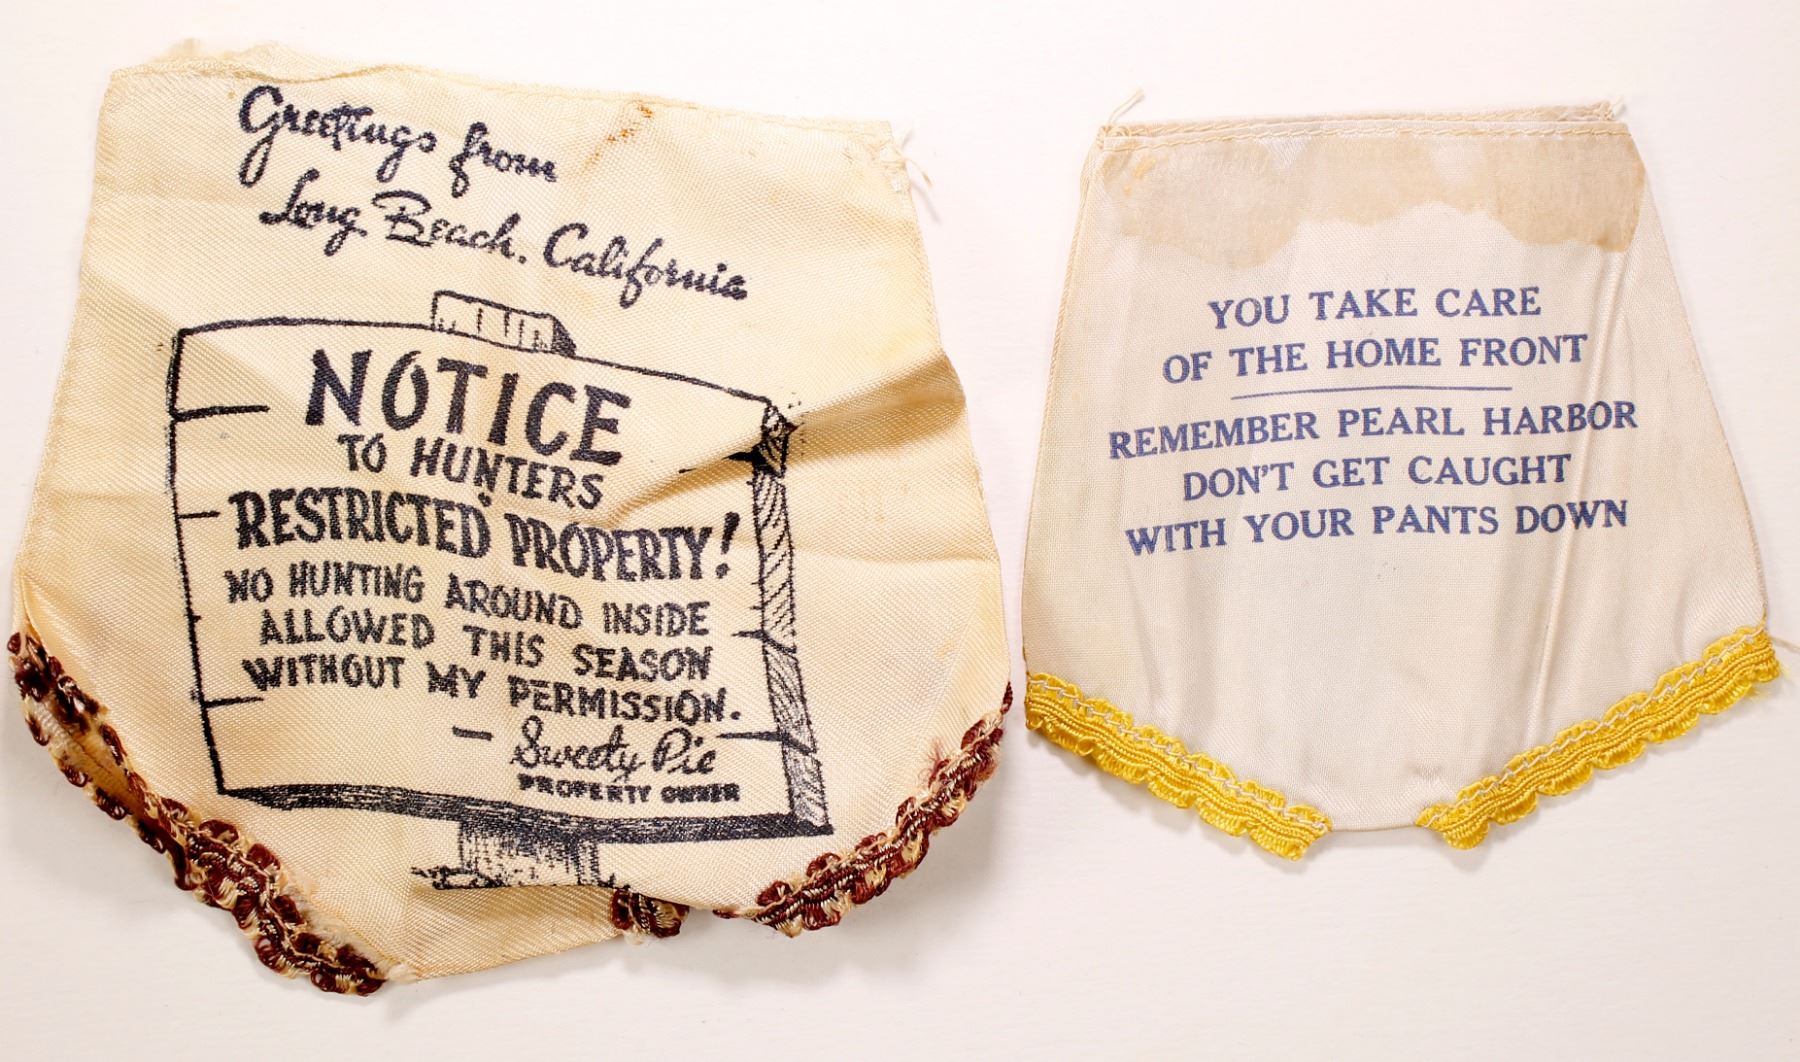 Greetings from
Long Beach. California
NOTICE
TO HUNTERS
RESTRICTED PROPERTY!
NO HUNTING AROUND INSIDE
ALLOWED THIS SEASON
WITHOUT MY PERMISSION.
– Sweety Pie
PROPERTY OWNER
YOU TAKE CARE
OF THE HOME FRONT
REMEMBER PEARL HARBOR
DON'T GET CAUGHT
WITH YOUR PANTS DOWN